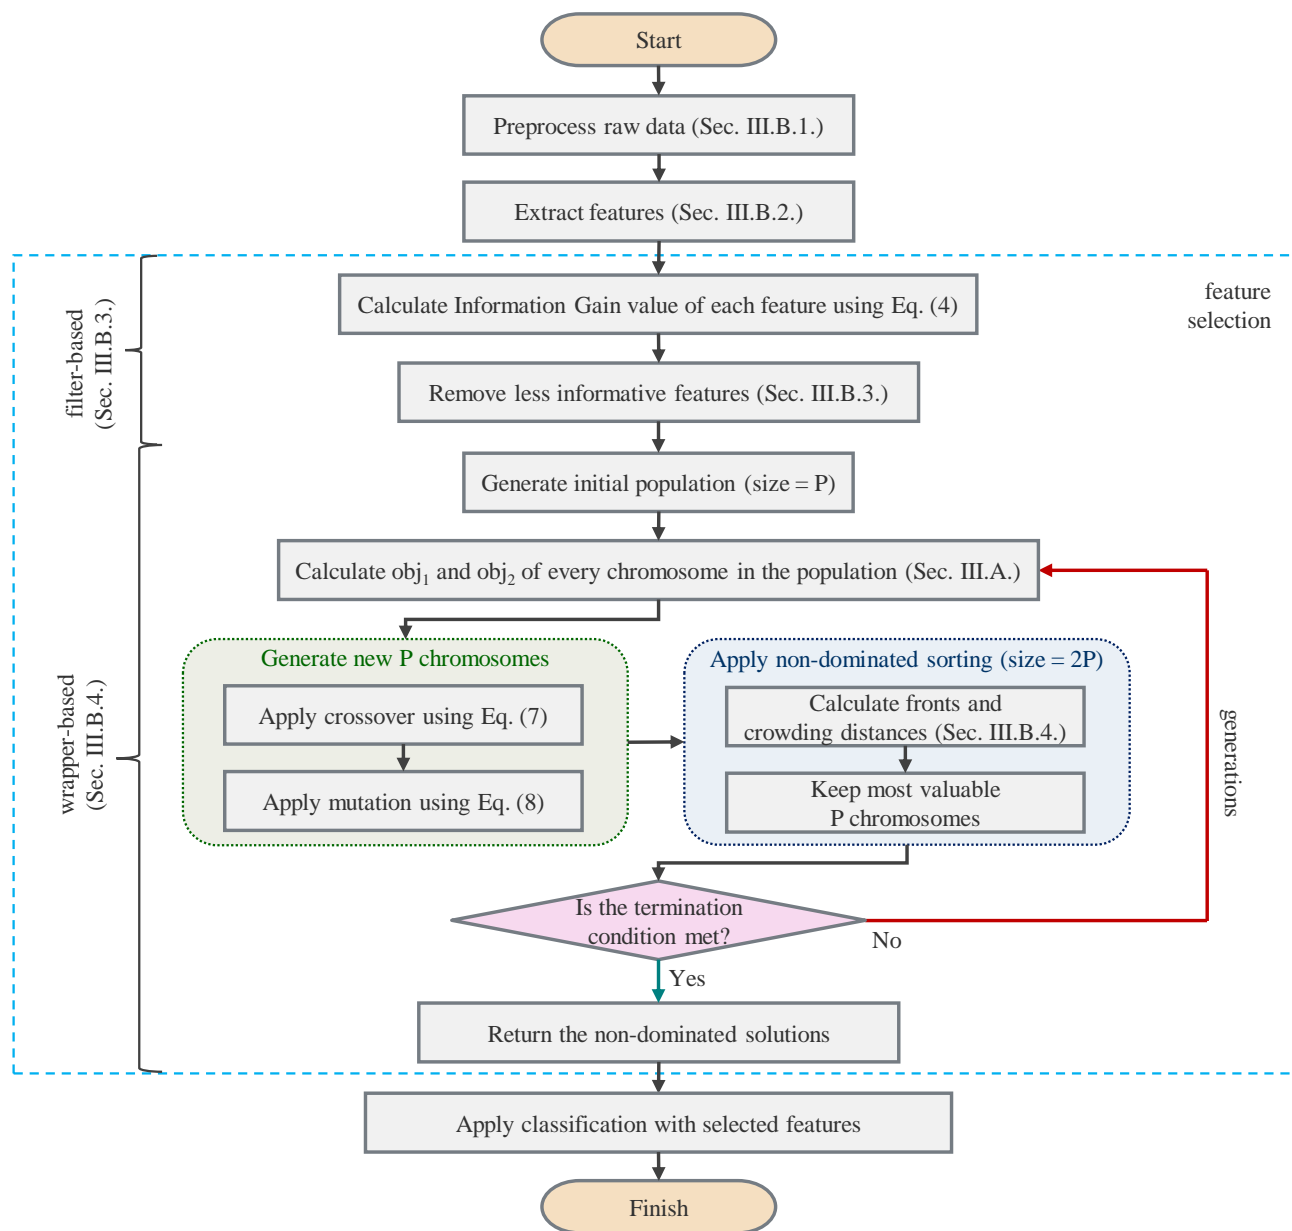 Start
Preprocess raw data (Sec. III.B.1.)
Extract features (Sec. III.B.2.)
feature
selection
filter-based
(Sec. III.B.3.)
Calculate Information Gain value of each feature using Eq. (4)
Remove less informative features (Sec. III.B.3.)
wrapper-based
(Sec. III.B.4.)
Generate initial population (size = P)
Calculate obj₁ and obj₂ of every chromosome in the population (Sec. III.A.)
Generate new P chromosomes
Apply crossover using Eq. (7)
Apply mutation using Eq. (8)
Apply non-dominated sorting (size = 2P)
Calculate fronts and
crowding distances (Sec. III.B.4.)
Keep most valuable
P chromosomes
generations
Is the termination
condition met?
No
Yes
Return the non-dominated solutions
Apply classification with selected features
Finish